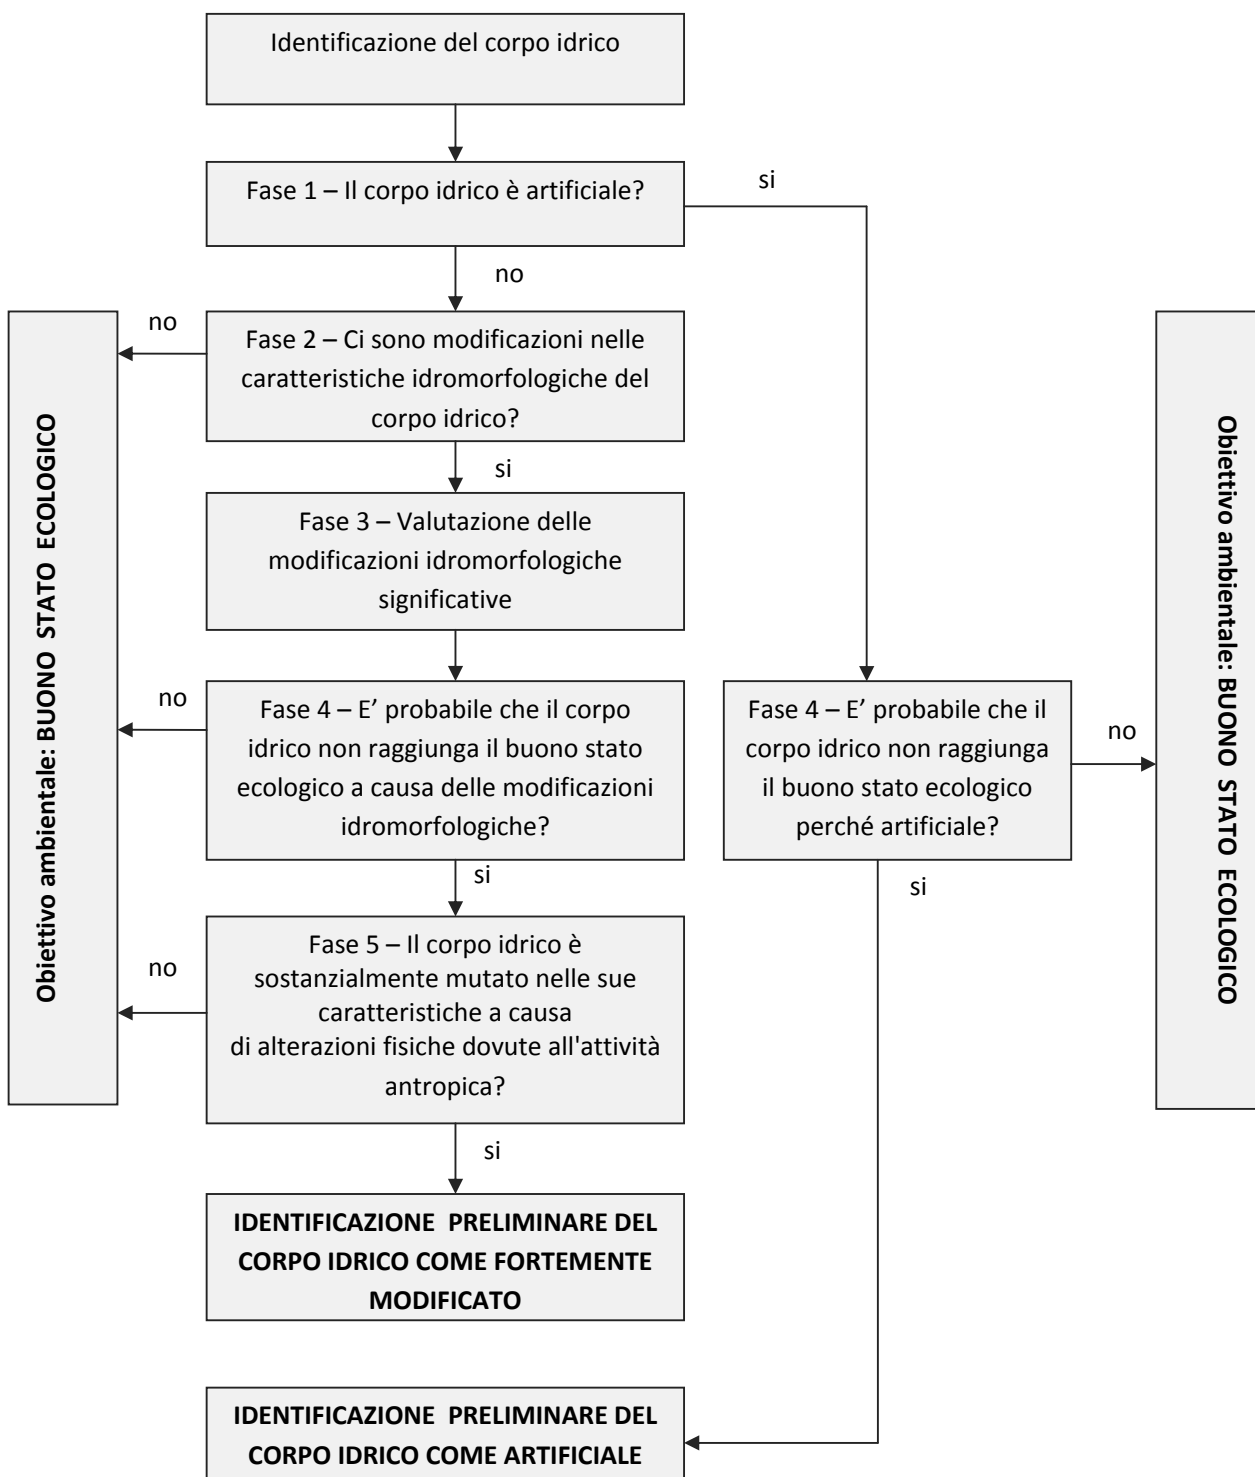 Identificazione del corpo idrico
Fase 1 – Il corpo idrico è artificiale?
si
no
no
Fase 2 – Ci sono modificazioni nelle
caratteristiche idromorfologiche del
corpo idrico?
si
Fase 3 – Valutazione delle
modificazioni idromorfologiche
significative
no
Fase 4 – E’ probabile che il corpo
idrico non raggiunga il buono stato
ecologico a causa delle modificazioni
idromorfologiche?
Fase 4 – E’ probabile che il
corpo idrico non raggiunga
il buono stato ecologico
perché artificiale?
no
si
si
no
Fase 5 – Il corpo idrico è
sostanzialmente mutato nelle sue
caratteristiche a causa
di alterazioni fisiche dovute all'attività
antropica?
si
Obiettivo ambientale: BUONO STATO ECOLOGICO
Obiettivo ambientale: BUONO STATO ECOLOGICO
IDENTIFICAZIONE PRELIMINARE DEL
CORPO IDRICO COME FORTEMENTE
MODIFICATO
IDENTIFICAZIONE PRELIMINARE DEL
CORPO IDRICO COME ARTIFICIALE